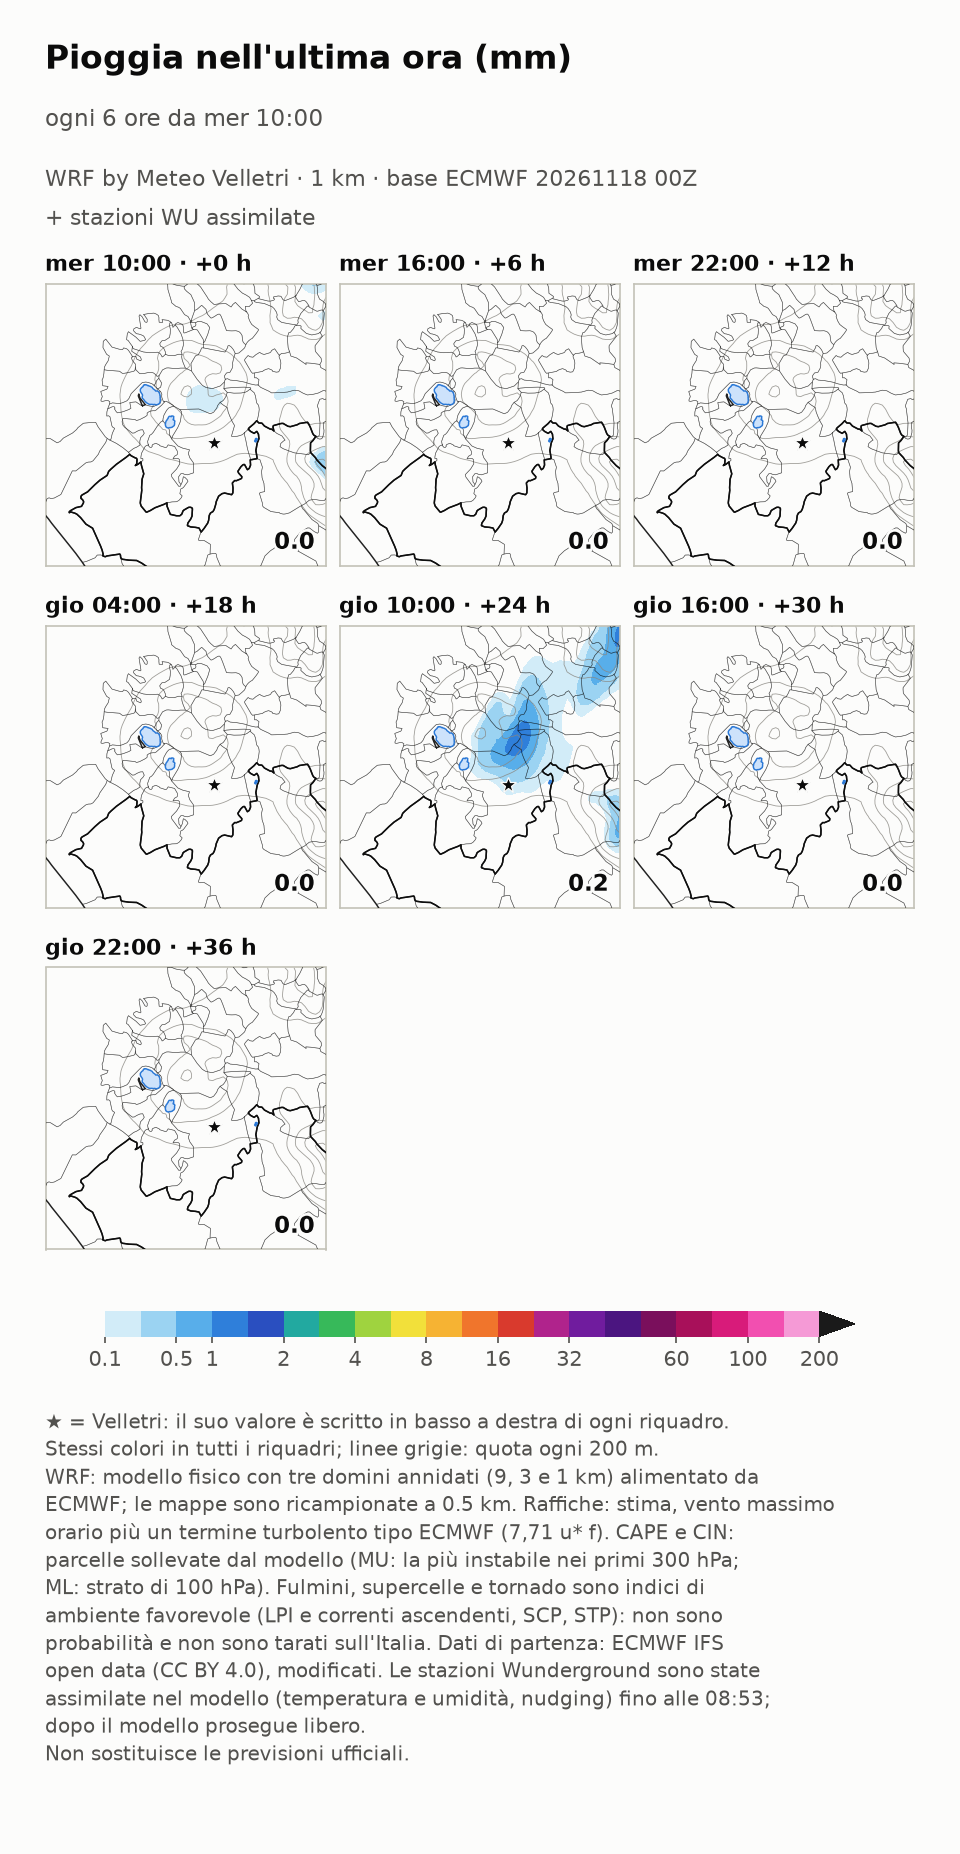 Pioggia nell'ultima ora (mm)
ogni 6 ore da mer 10:00
WRF by Meteo Velletri · 1 km · base ECMWF 20261118 00Z
+ stazioni WU assimilate
mer 10:00 · +0 h
mer 16:00 · +6 h
mer 22:00 · +12 h
0.0
0.0
0.0
gio 04:00 · +18 h
gio 10:00 · +24 h
gio 16:00 · +30 h
0.0
0.2
0.0
gio 22:00 · +36 h
0.0
0.1 0.5 1 2 4 8 16 32 60 100 200
★ = Velletri: il suo valore è scritto in basso a destra di ogni riquadro.
Stessi colori in tutti i riquadri; linee grigie: quota ogni 200 m.
WRF: modello fisico con tre domini annidati (9, 3 e 1 km) alimentato da
ECMWF; le mappe sono ricampionate a 0.5 km. Raffiche: stima, vento massimo
orario più un termine turbolento tipo ECMWF (7,71 u* f). CAPE e CIN:
parcelle sollevate dal modello (MU: la più instabile nei primi 300 hPa;
ML: strato di 100 hPa). Fulmini, supercelle e tornado sono indici di
ambiente favorevole (LPI e correnti ascendenti, SCP, STP): non sono
probabilità e non sono tarati sull'Italia. Dati di partenza: ECMWF IFS
open data (CC BY 4.0), modificati. Le stazioni Wunderground sono state
assimilate nel modello (temperatura e umidità, nudging) fino alle 08:53;
dopo il modello prosegue libero.
Non sostituisce le previsioni ufficiali.